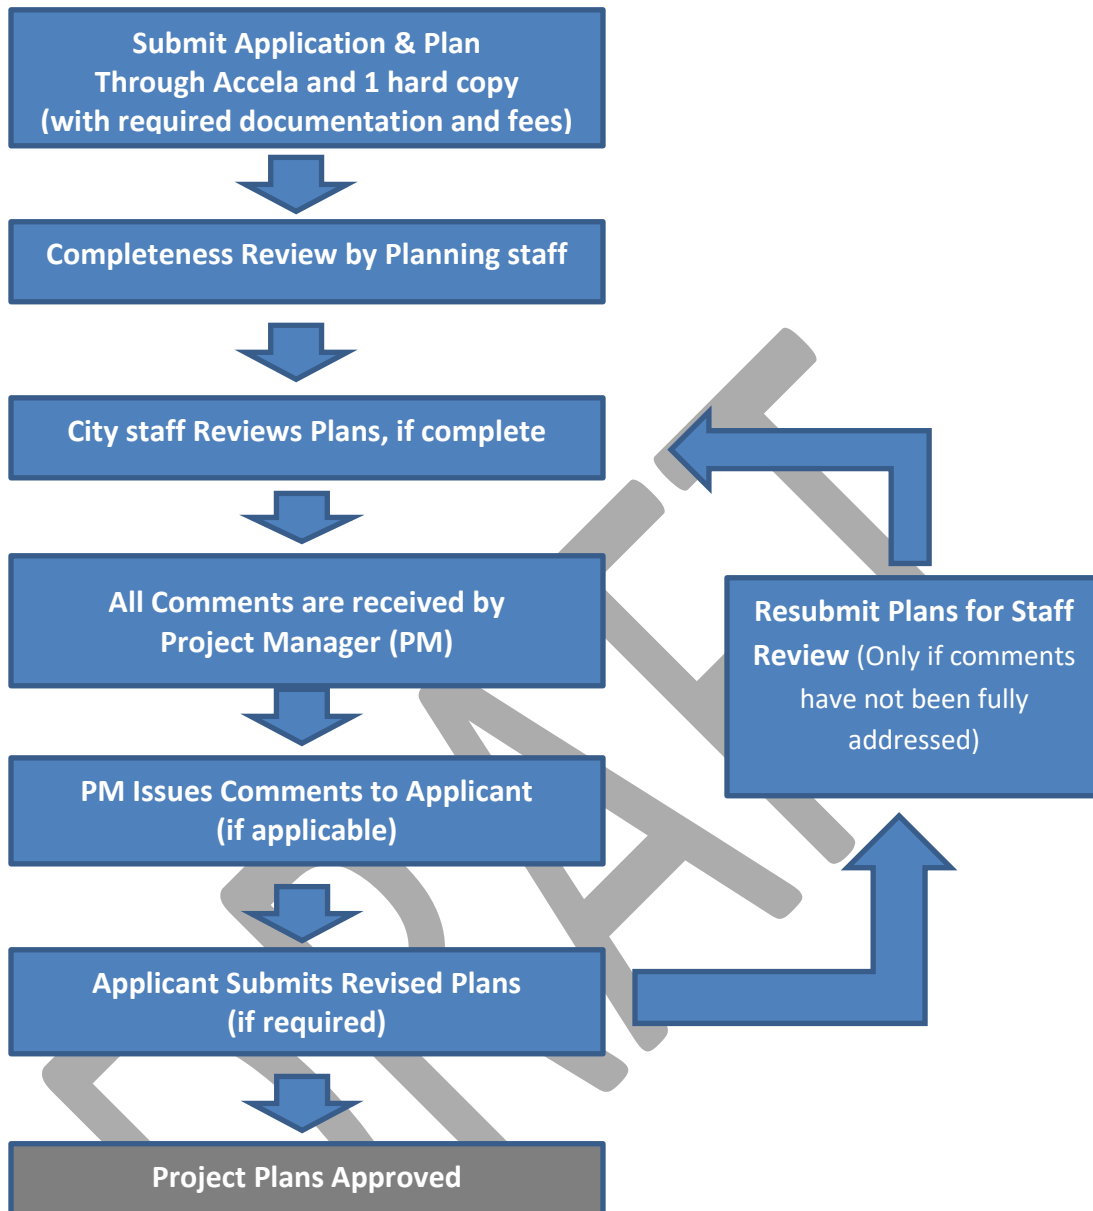 Submit Application & Plan
Through Accela and 1 hard copy
(with required documentation and fees)
Completeness Review by Planning staff
City staff Reviews Plans, if complete
All Comments are received by
Project Manager (PM)
PM Issues Comments to Applicant
(if applicable)
Applicant Submits Revised Plans
(if required)
Project Plans Approved
Resubmit Plans for Staff
Review (Only if comments
have not been fully
addressed)
DRAFT